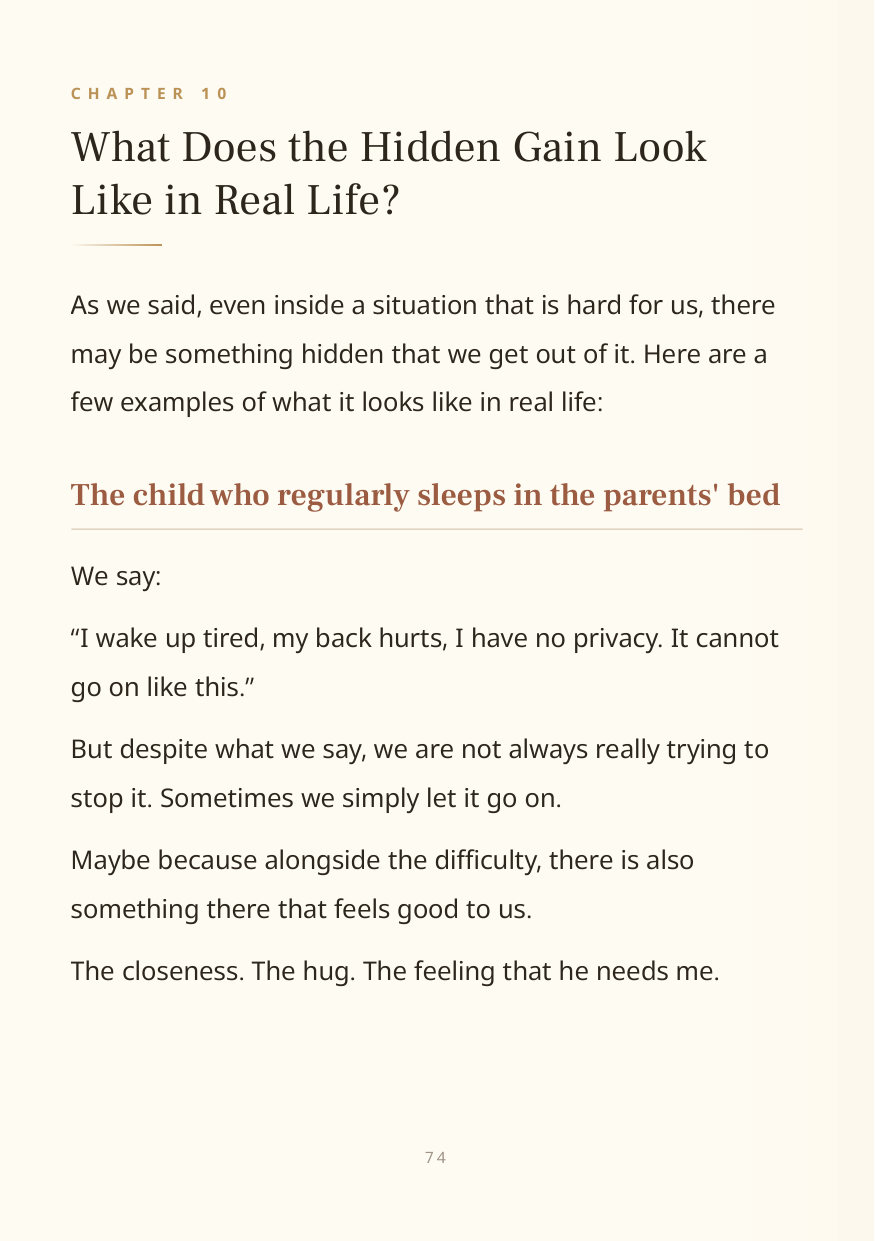 CHAPTER 10
What Does the Hidden Gain Look
Like in Real Life?
As we said, even inside a situation that is hard for us, there
may be something hidden that we get out of it. Here are a
few examples of what it looks like in real life:
The child who regularly sleeps in the parents' bed
We say:
“I wake up tired, my back hurts, I have no privacy. It cannot
go on like this.”
But despite what we say, we are not always really trying to
stop it. Sometimes we simply let it go on.
Maybe because alongside the difficulty, there is also
something there that feels good to us.
The closeness. The hug. The feeling that he needs me.
74